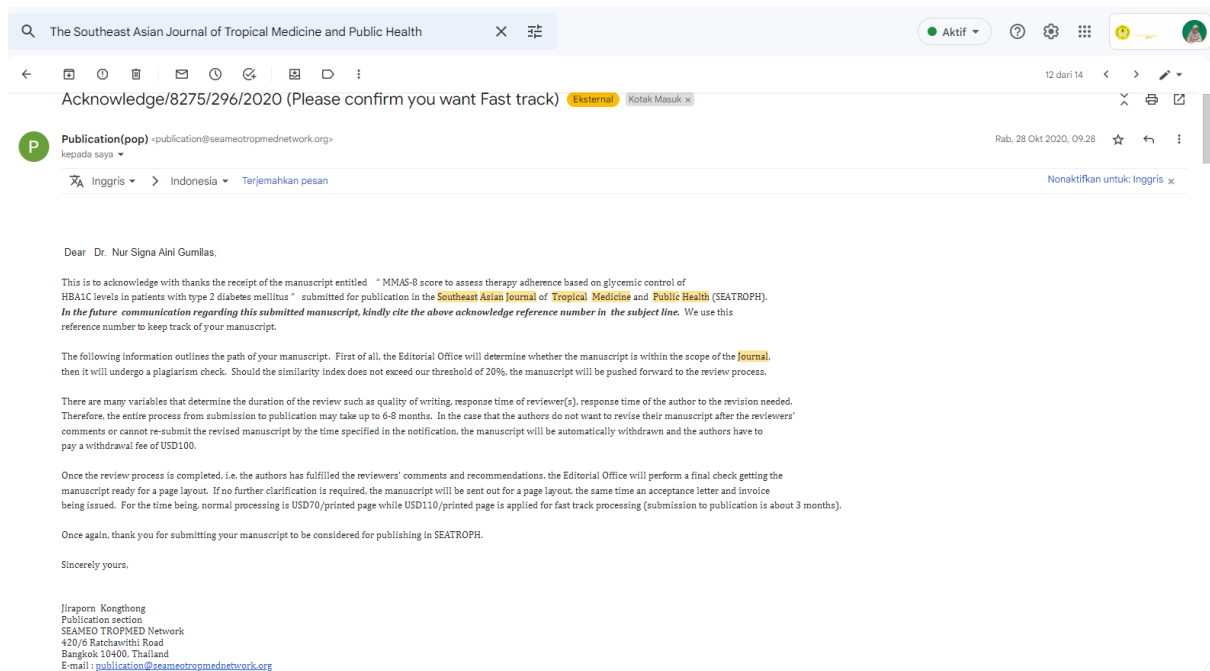 The Southeast Asian Journal of Tropical Medicine and Public Health
Aktif
12 dari 14
Acknowledge/8275/296/2020 (Please confirm you want Fast track) Eksternal Kotak Masuk x
P
Publication(pop) <publication@seameotropmednetwork.org>
Rab, 28 Okt 2020, 09.28
kepada saya
Inggris > Indonesia Terjemahkan pesan
Nonaktifkan untuk: Inggris x
Dear Dr. Nur Signa Aini Gumilas,
This is to acknowledge with thanks the receipt of the manuscript entitled “ MMAS-8 score to assess therapy adherence based on glycemic control of
HBA1C levels in patients with type 2 diabetes mellitus ” submitted for publication in the Southeast Asian Journal of Tropical Medicine and Public Health (SEATROPH).
In the future communication regarding this submitted manuscript, kindly cite the above acknowledge reference number in the subject line. We use this
reference number to keep track of your manuscript.
The following information outlines the path of your manuscript. First of all, the Editorial Office will determine whether the manuscript is within the scope of the Journal,
then it will undergo a plagiarism check. Should the similarity index does not exceed our threshold of 20%, the manuscript will be pushed forward to the review process.
There are many variables that determine the duration of the review such as quality of writing, response time of reviewer(s), response time of the author to the revision needed.
Therefore, the entire process from submission to publication may take up to 6-8 months. In the case that the authors do not want to revise their manuscript after the reviewers’
comments or cannot re-submit the revised manuscript by the time specified in the notification, the manuscript will be automatically withdrawn and the authors have to
pay a withdrawal fee of USD100.
Once the review process is completed, i.e. the authors has fulfilled the reviewers’ comments and recommendations, the Editorial Office will perform a final check getting the
manuscript ready for a page layout. If no further clarification is required, the manuscript will be sent out for a page layout, the same time an acceptance letter and invoice
being issued. For the time being, normal processing is USD70/printed page while USD110/printed page is applied for fast track processing (submission to publication is about 3 months).
Once again, thank you for submitting your manuscript to be considered for publishing in SEATROPH.
Sincerely yours,
Jiraporn Kongthong
Publication section
SEAMEO TROPMED Network
420/6 Ratchawithi Road
Bangkok 10400, Thailand
E-mail : publication@seameotropmednetwork.org